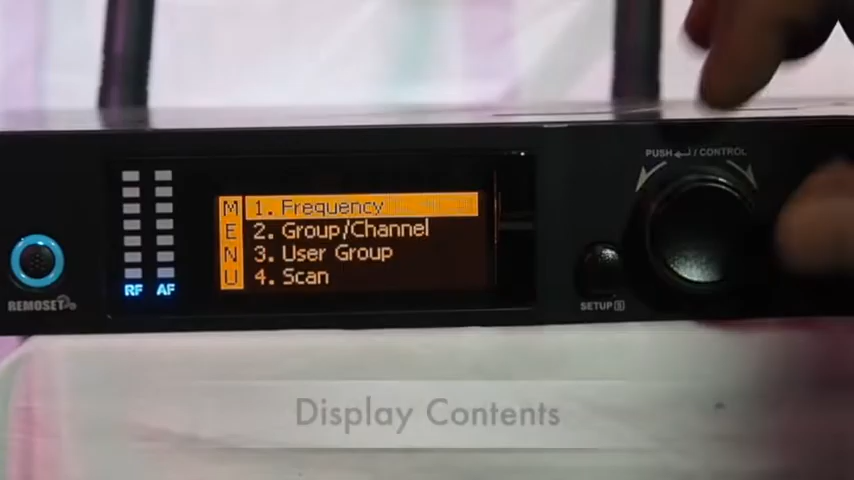 PUSH ↵ / CONTROL
M
E
N
U
1. Frequency
2. Group/Channel
3. User Group
4. Scan
RF AF
REMOSET
SETUP
Display Contents